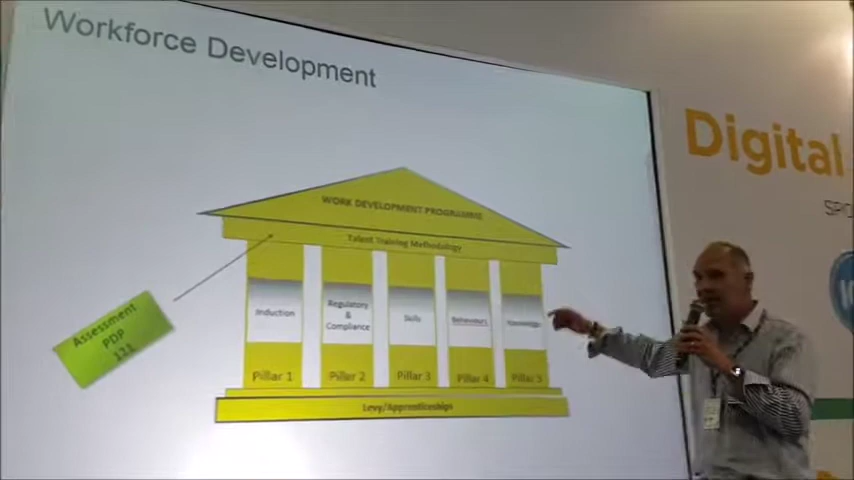 Workforce Development
Digital
SPO
WORK DEVELOPMENT PROGRAMME
Talent Training Methodology
Assessment
PDP
121
Induction
Regulatory
&
Compliance
Skills
Behaviours
Knowledge
Pillar 1
Pillar 2
Pillar 3
Pillar 4
Pillar 5
Levy/Apprenticeships